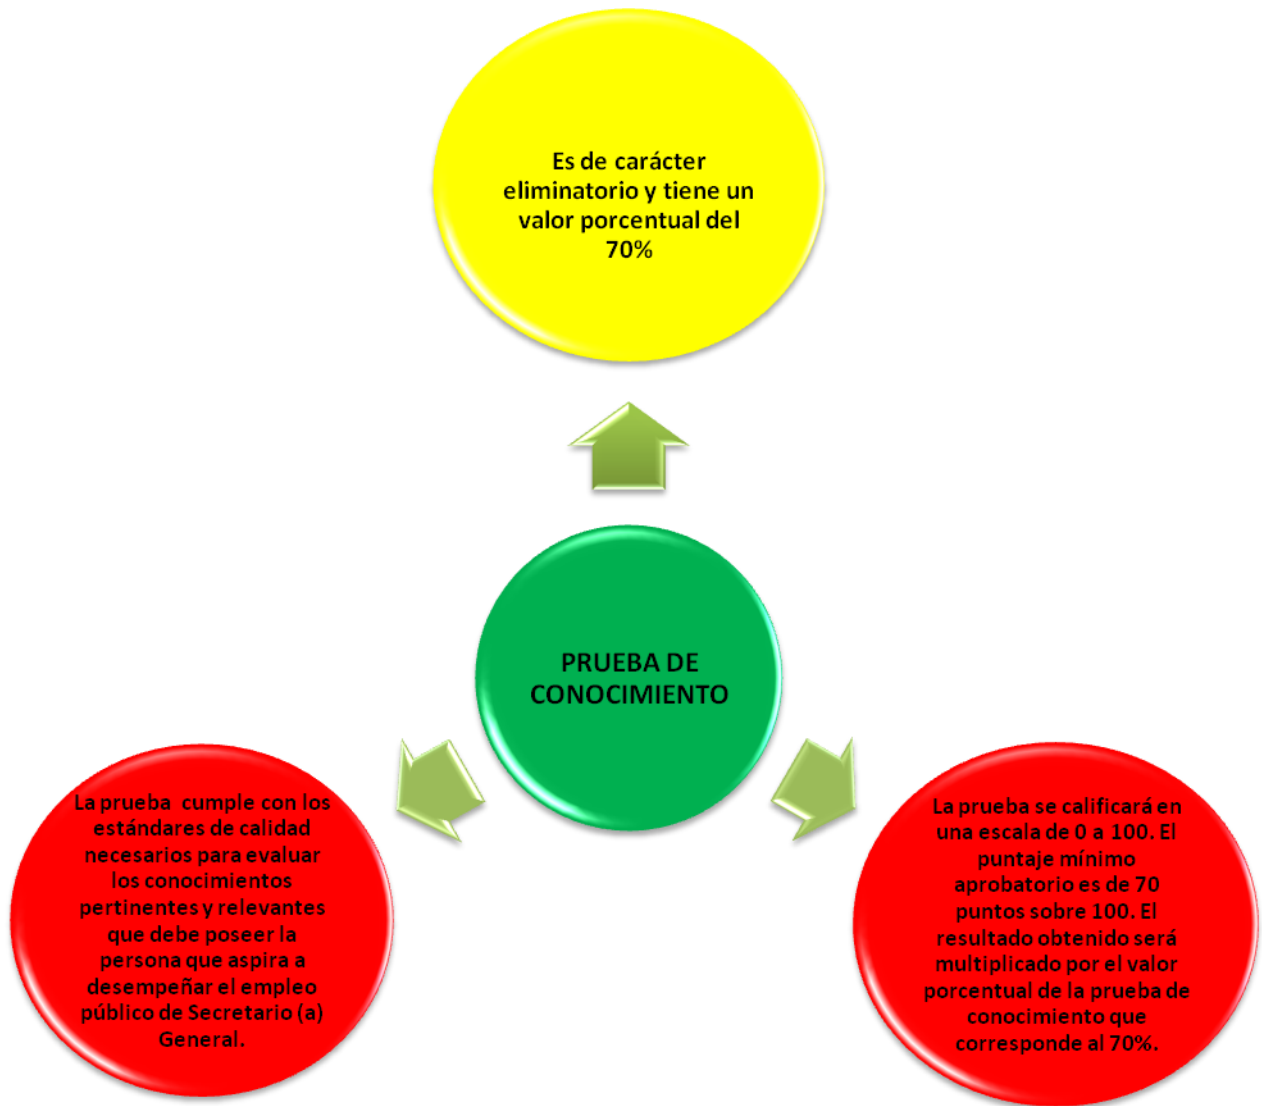 Es de carácter
eliminatorio y tiene un
valor porcentual del
70%
PRUEBA DE
CONOCIMIENTO
La prueba  cumple con los
estándares de calidad
necesarios para evaluar
los conocimientos
pertinentes y relevantes
que debe poseer la
persona que aspira a
desempeñar el empleo
público de Secretario (a)
General.
La prueba se calificará en
una escala de 0 a 100. El
puntaje mínimo
aprobatorio es de 70
puntos sobre 100. El
resultado obtenido será
multiplicado por el valor
porcentual de la prueba de
conocimiento que
corresponde al 70%.